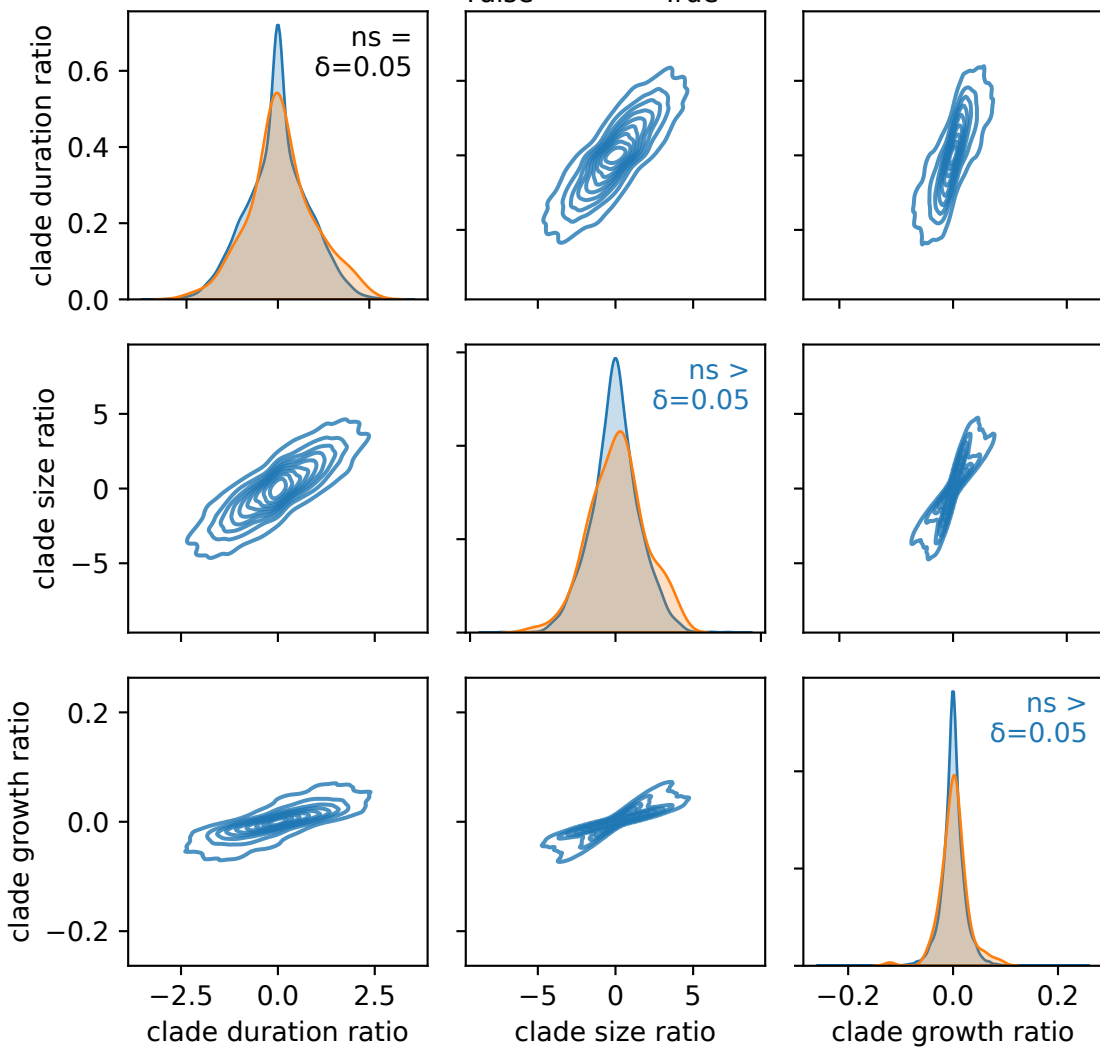 clade duration ratio
0.6
0.4
0.2
0.0
ns =
δ=0.05
clade size ratio
5
0
−5
ns >
δ=0.05
clade growth ratio
0.2
0.0
−0.2
ns >
δ=0.05
−2.5 0.0 2.5
−5 0 5
−0.2 0.0 0.2
clade duration ratio
clade size ratio
clade growth ratio